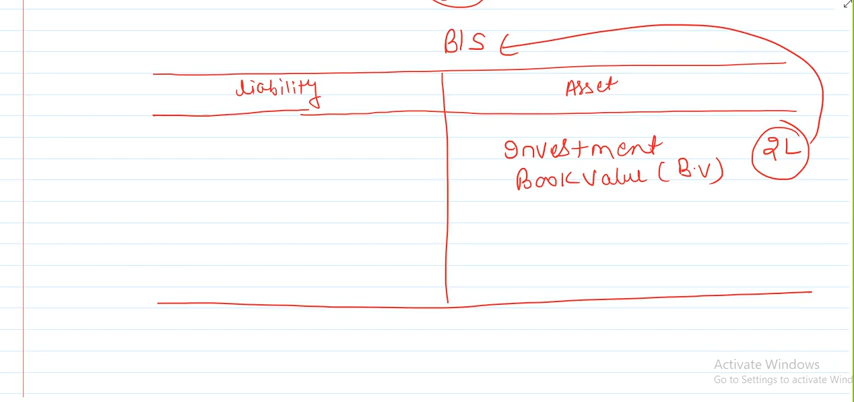 B/S
liability Asset
Investment 2L
Book Value (B.V)
Activate Windows
Go to Settings to activate Wind